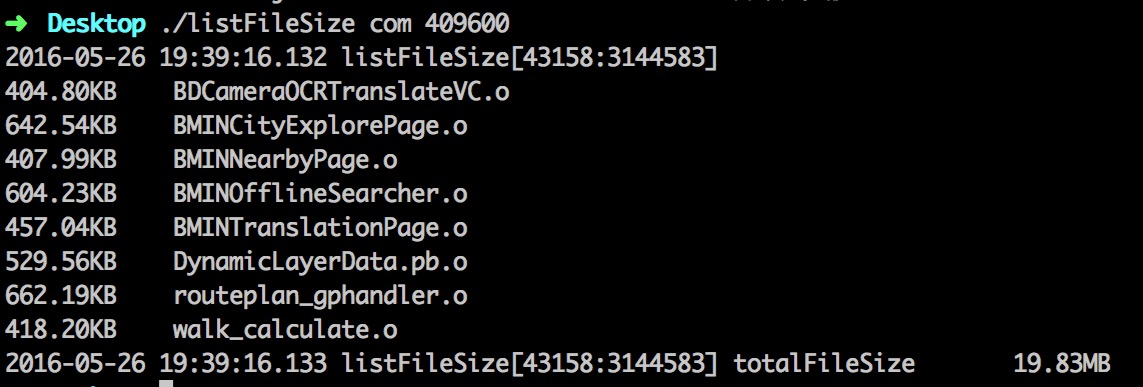 ➜ Desktop ./listFileSize com 409600
2016-05-26 19:39:16.132 listFileSize[43158:3144583]
404.80KB BDCameraOCRTranslateVC.o
642.54KB BMINCityExplorePage.o
407.99KB BMINNearbyPage.o
604.23KB BMINOfflineSearcher.o
457.04KB BMINTranslationPage.o
529.56KB DynamicLayerData.pb.o
662.19KB routeplan_gphandler.o
418.20KB walk_calculate.o
2016-05-26 19:39:16.133 listFileSize[43158:3144583] totalFileSize 19.83MB